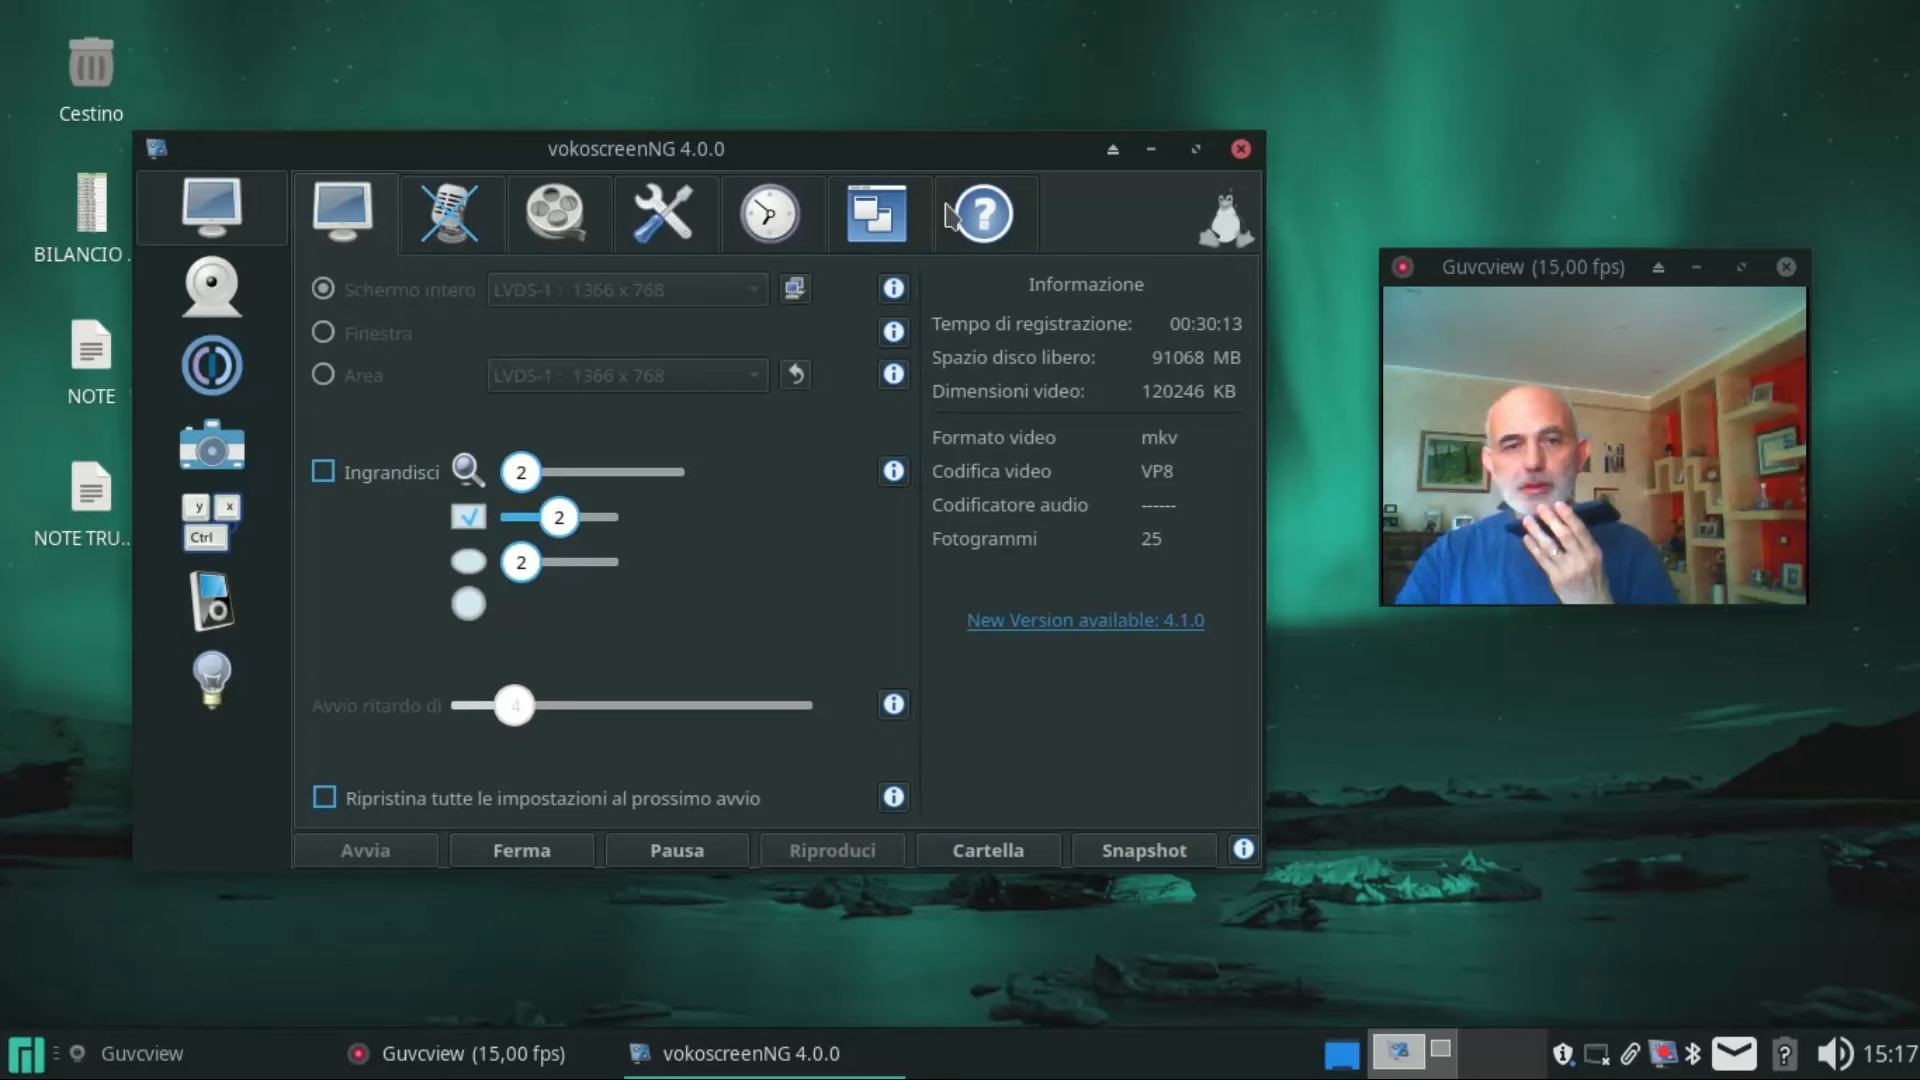 Cestino
BILANCIO .
NOTE
NOTE TRU..
vokoscreenNG 4.0.0
Schermo intero
LVDS-1 : 1366 x 768
Finestra
Area
LVDS-1 : 1366 x 768
Ingrandisci
2
2
2
y x
Ctrl
Avvio ritardo di
4
Ripristina tutte le impostazioni al prossimo avvio
Informazione
Tempo di registrazione: 00:30:13
Spazio disco libero: 91068 MB
Dimensioni video: 120246 KB
Formato video mkv
Codifica video VP8
Codificatore audio ------
Fotogrammi 25
New Version available: 4.1.0
Avvia Ferma Pausa Riproduci Cartella Snapshot
Guvcview (15,00 fps)
Guvcview
Guvcview (15,00 fps)
vokoscreenNG 4.0.0
15:17